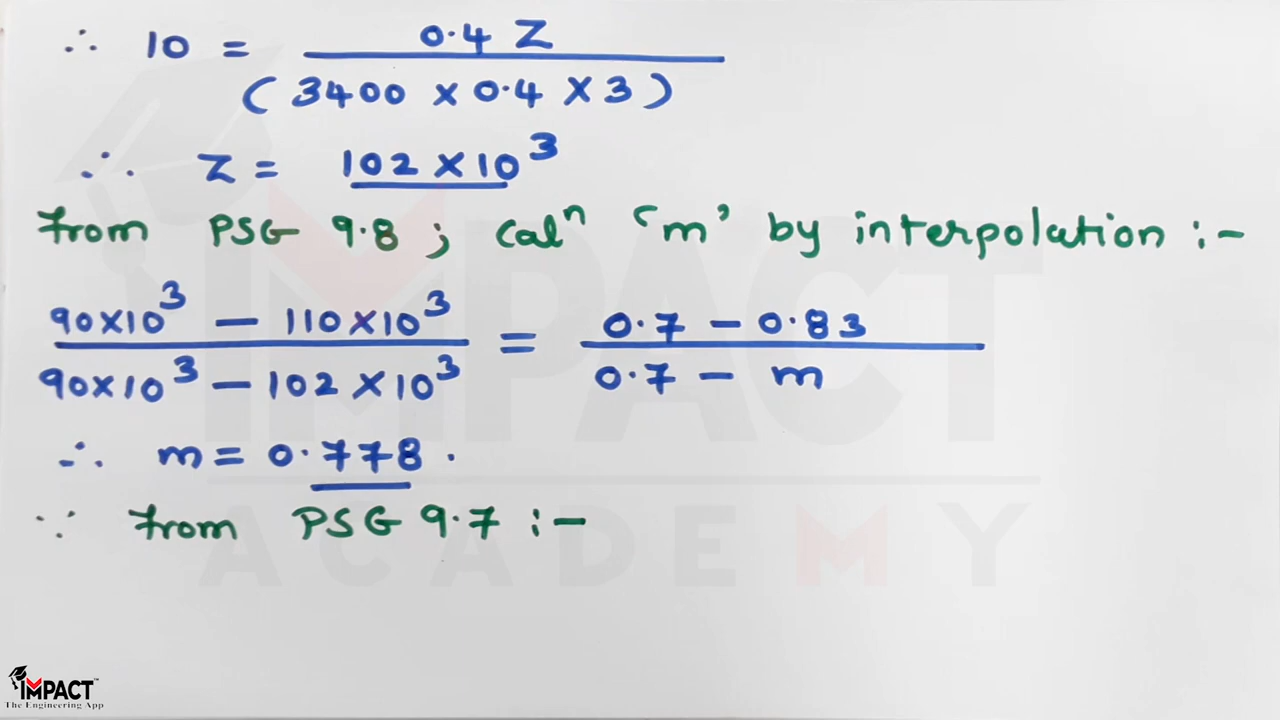 ∴ 10 = 0.4 Z / (3400 × 0.4 × 3)
∴ Z = 102 × 10³
from PSG 9.8 ; calⁿ ‘m’ by interpolation :-
90×10³ − 110×10³ / 90×10³ − 102×10³ = 0.7 − 0.83 / 0.7 − m
∴ m = 0.778 .
∵ from PSG 9.7 :-
IMPACT
ACADEMY
IMPACT™
The Engineering App